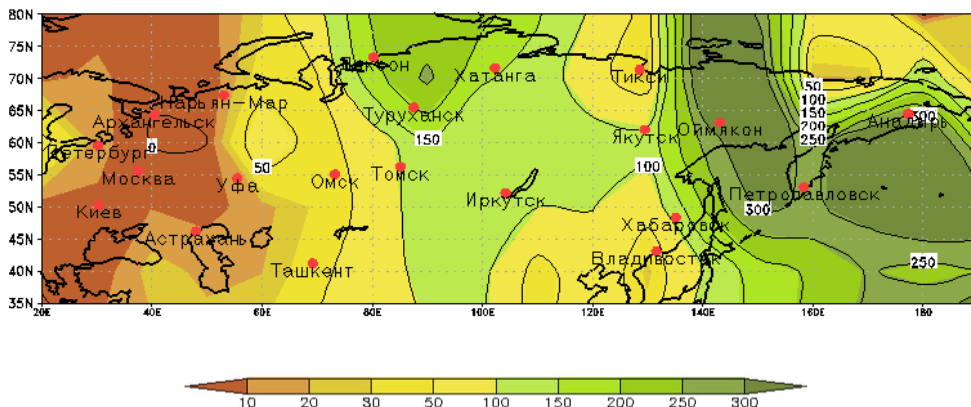 80N
75N
Диксон
Хатанга
Тикси
70N
50
Нарьян-Мар
100
65N
Туруханск
150
300
Архангельск
Анадырь
200
Якутск
Оймякон
60N
0
150
250
Петербург
50
100
55N
Москва
Уфа
Омск
Томск
Иркутск
Петропавловск
50N
Киев
300
Хабаровск
45N
Астрахань
Владивосток
40N
Ташкент
250
35N
20E 40E 60E 80E 100E 120E 140E 160E 180
10 20 30 50 100 150 200 250 300